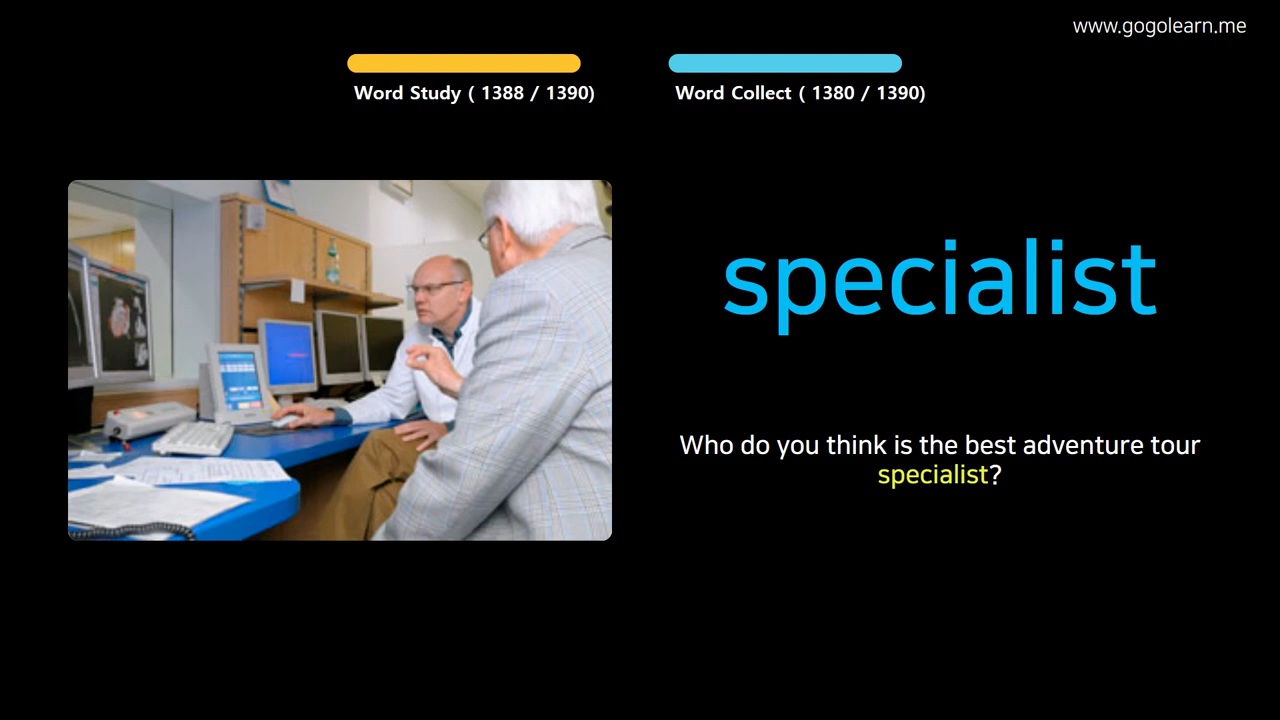 www.gogolearn.me
Word Study ( 1388 / 1390)
Word Collect ( 1380 / 1390)
specialist
Who do you think is the best adventure tour
specialist?